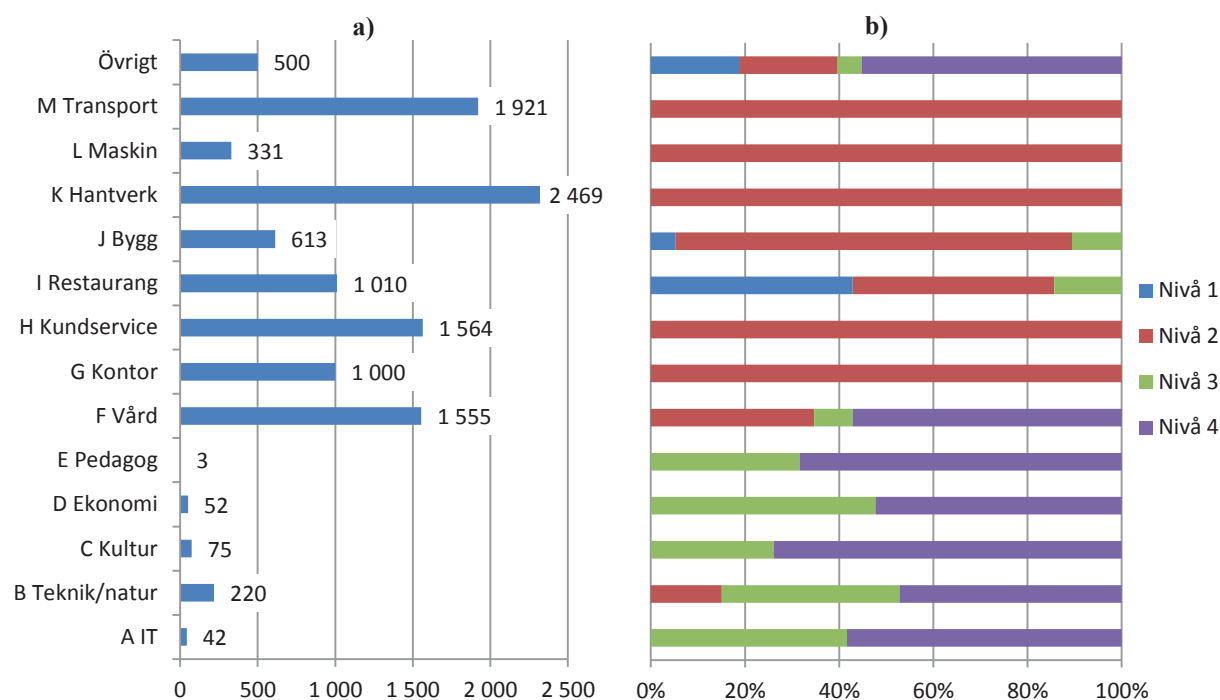 a)
b)
Övrigt
500
M Transport
1 921
L Maskin
331
K Hantverk
2 469
J Bygg
613
I Restaurang
1 010
H Kundservice
1 564
G Kontor
1 000
F Vård
1 555
E Pedagog
3
D Ekonomi
52
C Kultur
75
B Teknik/natur
220
A IT
42
0 500 1 000 1 500 2 000 2 500
0% 20% 40% 60% 80% 100%
Nivå 1
Nivå 2
Nivå 3
Nivå 4